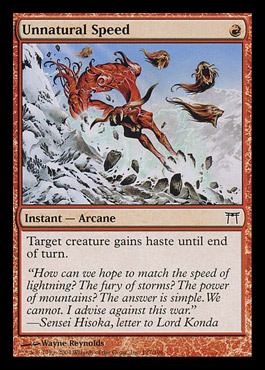 Unnatural Speed
Instant — Arcane
Target creature gains haste until end
of turn.
"How can we hope to match the speed of
lightning? The fury of storms? The power
of mountains? The answer is simple. We
cannot. I advise against this war."
—Sensei Hisoka, letter to Lord Konda
Wayne Reynolds